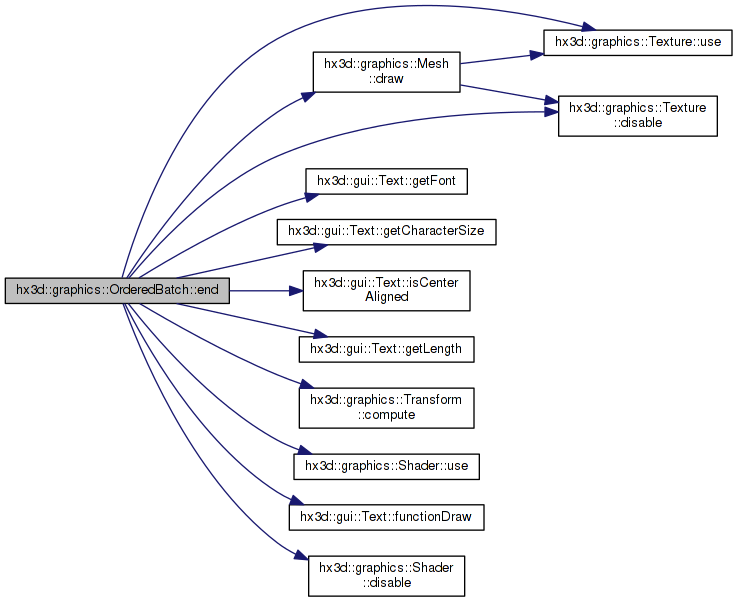 hx3d::graphics::Texture::use
hx3d::graphics::Mesh
::draw
hx3d::graphics::Texture
::disable
hx3d::gui::Text::getFont
hx3d::gui::Text::getCharacterSize
hx3d::graphics::OrderedBatch::end
hx3d::gui::Text::isCenter
Aligned
hx3d::gui::Text::getLength
hx3d::graphics::Transform
::compute
hx3d::graphics::Shader::use
hx3d::gui::Text::functionDraw
hx3d::graphics::Shader
::disable